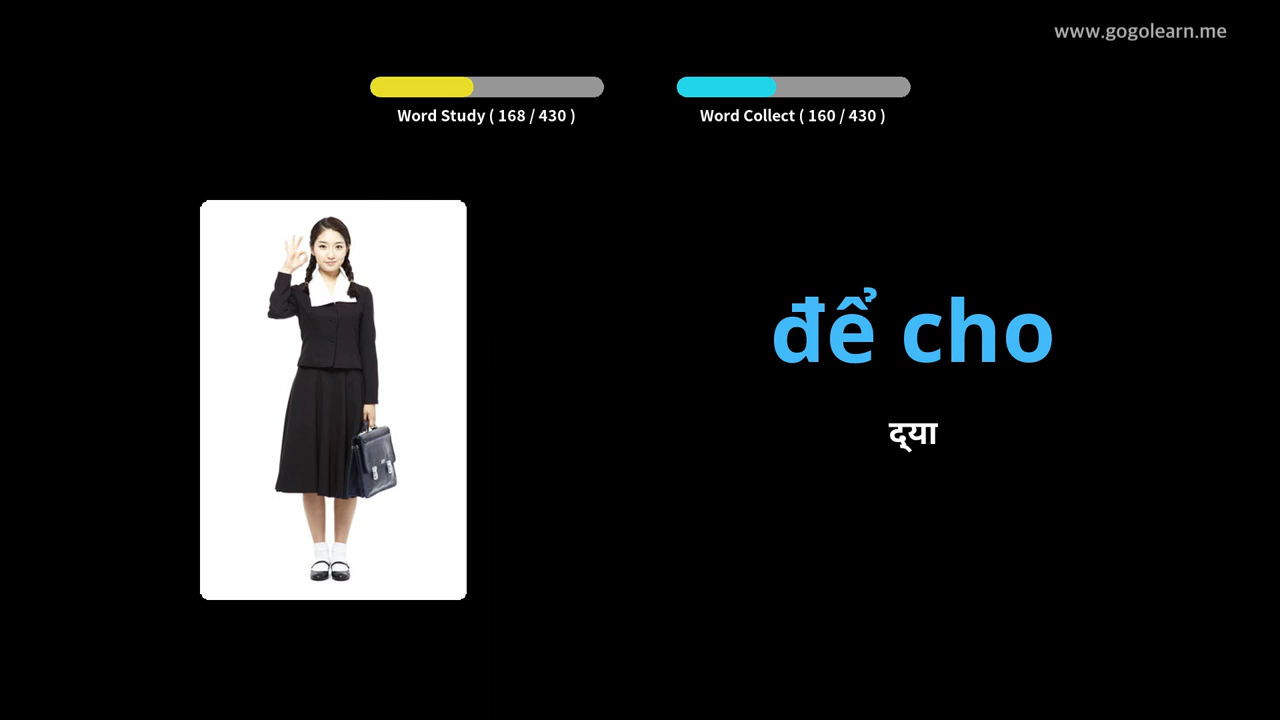 www.gogolearn.me
Word Study ( 168 / 430 )
Word Collect ( 160 / 430 )
để cho
द्या